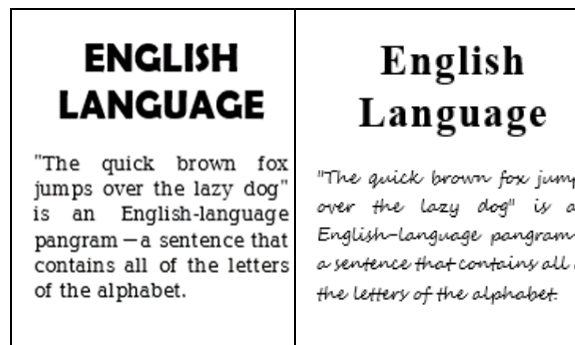 ENGLISH
LANGUAGE
"The quick brown fox
jumps over the lazy dog"
is an English-language
pangram — a sentence that
contains all of the letters
of the alphabet.
English
Language
"The quick brown fox
over the lazy dog" is
English-language pangram
a sentence that contains all
the letters of the alphabet.